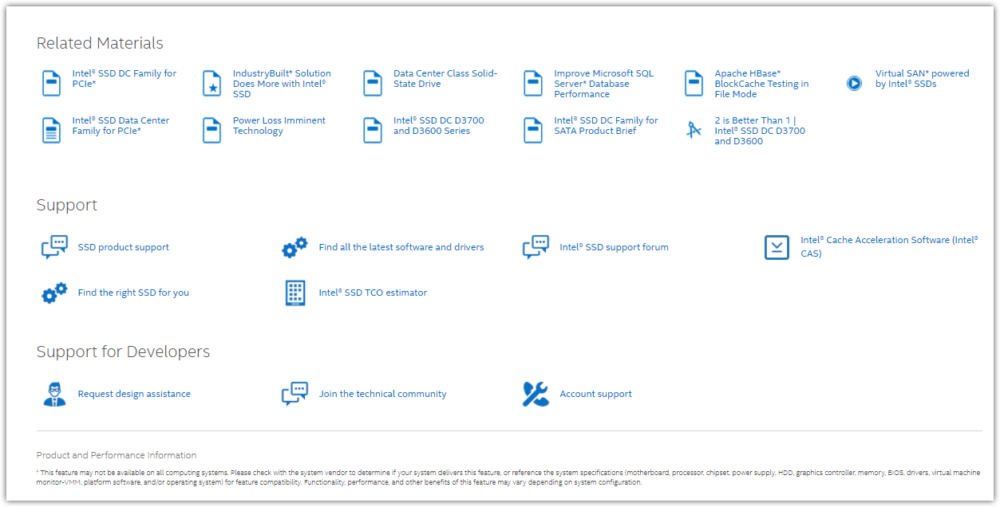 Related Materials
Intel® SSD DC Family for
PCIe*
IndustryBuilt* Solution
Does More with Intel®
SSD
Data Center Class Solid-
State Drive
Improve Microsoft SQL
Server* Database
Performance
Apache HBase*
BlockCache Testing in
File Mode
Virtual SAN* powered
by Intel® SSDs
Intel® SSD Data Center
Family for PCIe*
Power Loss Imminent
Technology
Intel® SSD DC D3700
and D3600 Series
Intel® SSD DC Family for
SATA Product Brief
2 is Better Than 1 |
Intel® SSD DC D3700
and D3600
Support
SSD product support
Find all the latest software and drivers
Intel® SSD support forum
Intel® Cache Acceleration Software (Intel®
CAS)
Find the right SSD for you
Intel® SSD TCO estimator
Support for Developers
Request design assistance
Join the technical community
Account support
Product and Performance Information
¹ This feature may not be available on all computing systems. Please check with the system vendor to determine if your system delivers this feature, or reference the system specifications (motherboard, processor, chipset, power supply, HDD, graphics controller, memory, BIOS, drivers, virtual machine
monitor-VMM, platform software, and/or operating system) for feature compatibility. Functionality, performance, and other benefits of this feature may vary depending on system configuration.